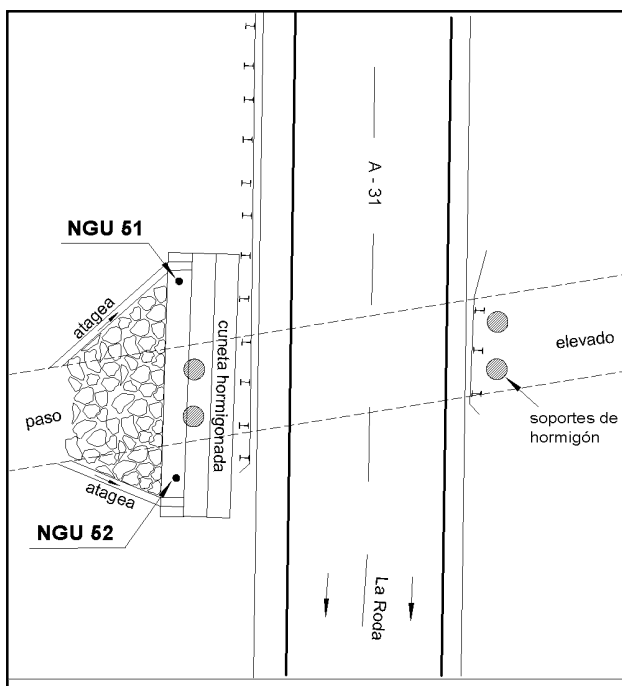 A - 31
NGU 51
atagea
cuneta hormigonada
elevado
paso
soportes de
hormigón
atagea
NGU 52
La Roda